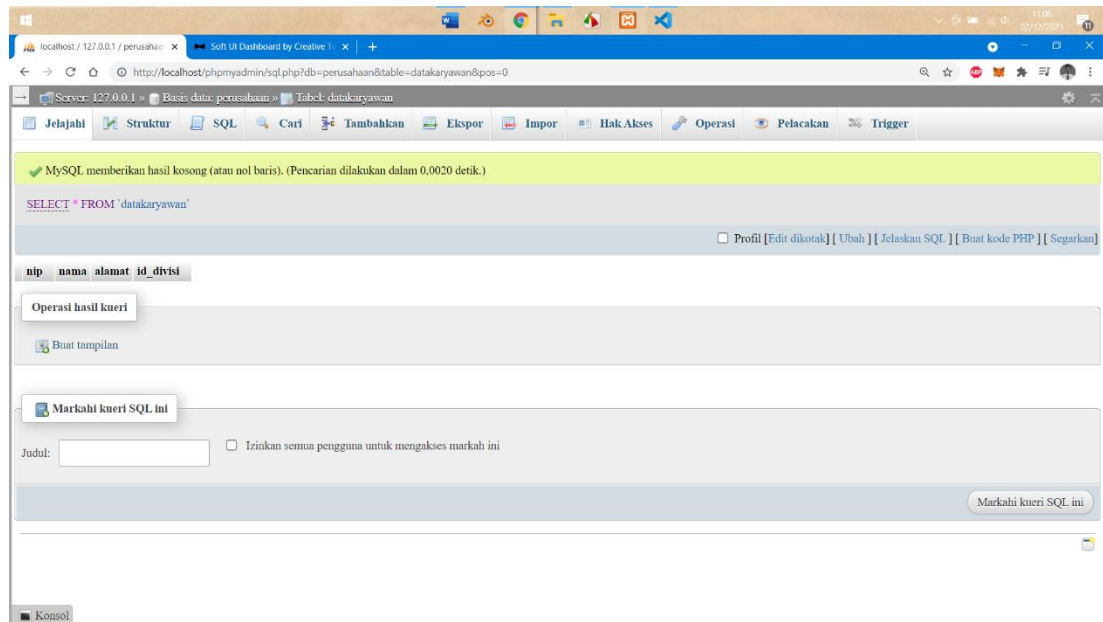 11.06
02/12/2021
localhost / 127.0.0.1 / perusahaa
Soft UI Dashboard by Creative Ti
http://localhost/phpmyadmin/sql.php?db=perusahaan&table=datakaryawan&pos=0
Server: 127.0.0.1 » Basis data: perusahaan » Tabel: datakaryawan
Jelajahi Struktur SQL Cari Tambahkan Ekspor Impor Hak Akses Operasi Pelacakan Trigger
MySQL memberikan hasil kosong (atau nol baris). (Pencarian dilakukan dalam 0,0020 detik.)
SELECT * FROM `datakaryawan`
Profil [Edit dikotak] [ Ubah ] [ Jelaskan SQL ] [ Buat kode PHP ] [ Segarkan]
nip nama alamat id_divisi
Operasi hasil kueri
Buat tampilan
Markahi kueri SQL ini
Judul: Izinkan semua pengguna untuk mengakses markah ini
Markahi kueri SQL ini
Konsol